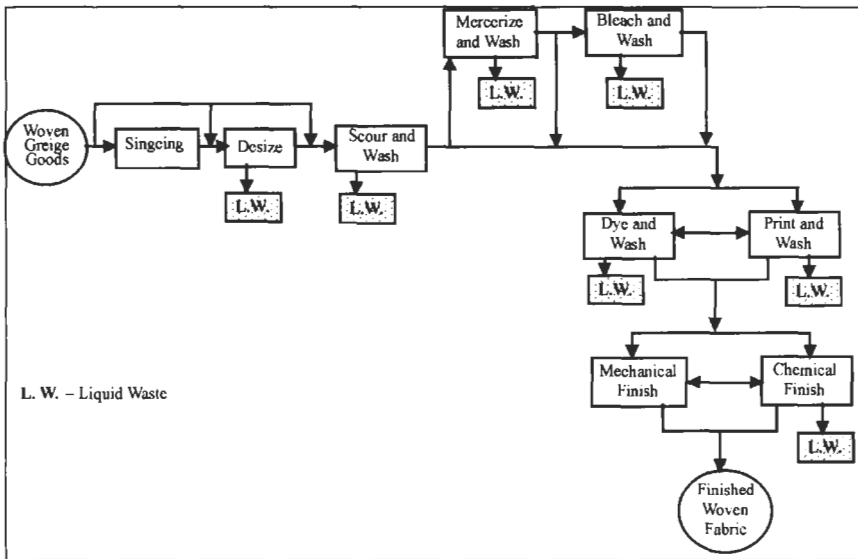 Mercerize
and Wash
Bleach and
Wash
L.W.
L.W.
Woven
Greige
Goods
Singeing
Desize
Scour and
Wash
L.W.
L.W.
Dye and
Wash
Print and
Wash
L.W.
L.W.
Mechanical
Finish
Chemical
Finish
L. W. – Liquid Waste
L.W.
Finished
Woven
Fabric